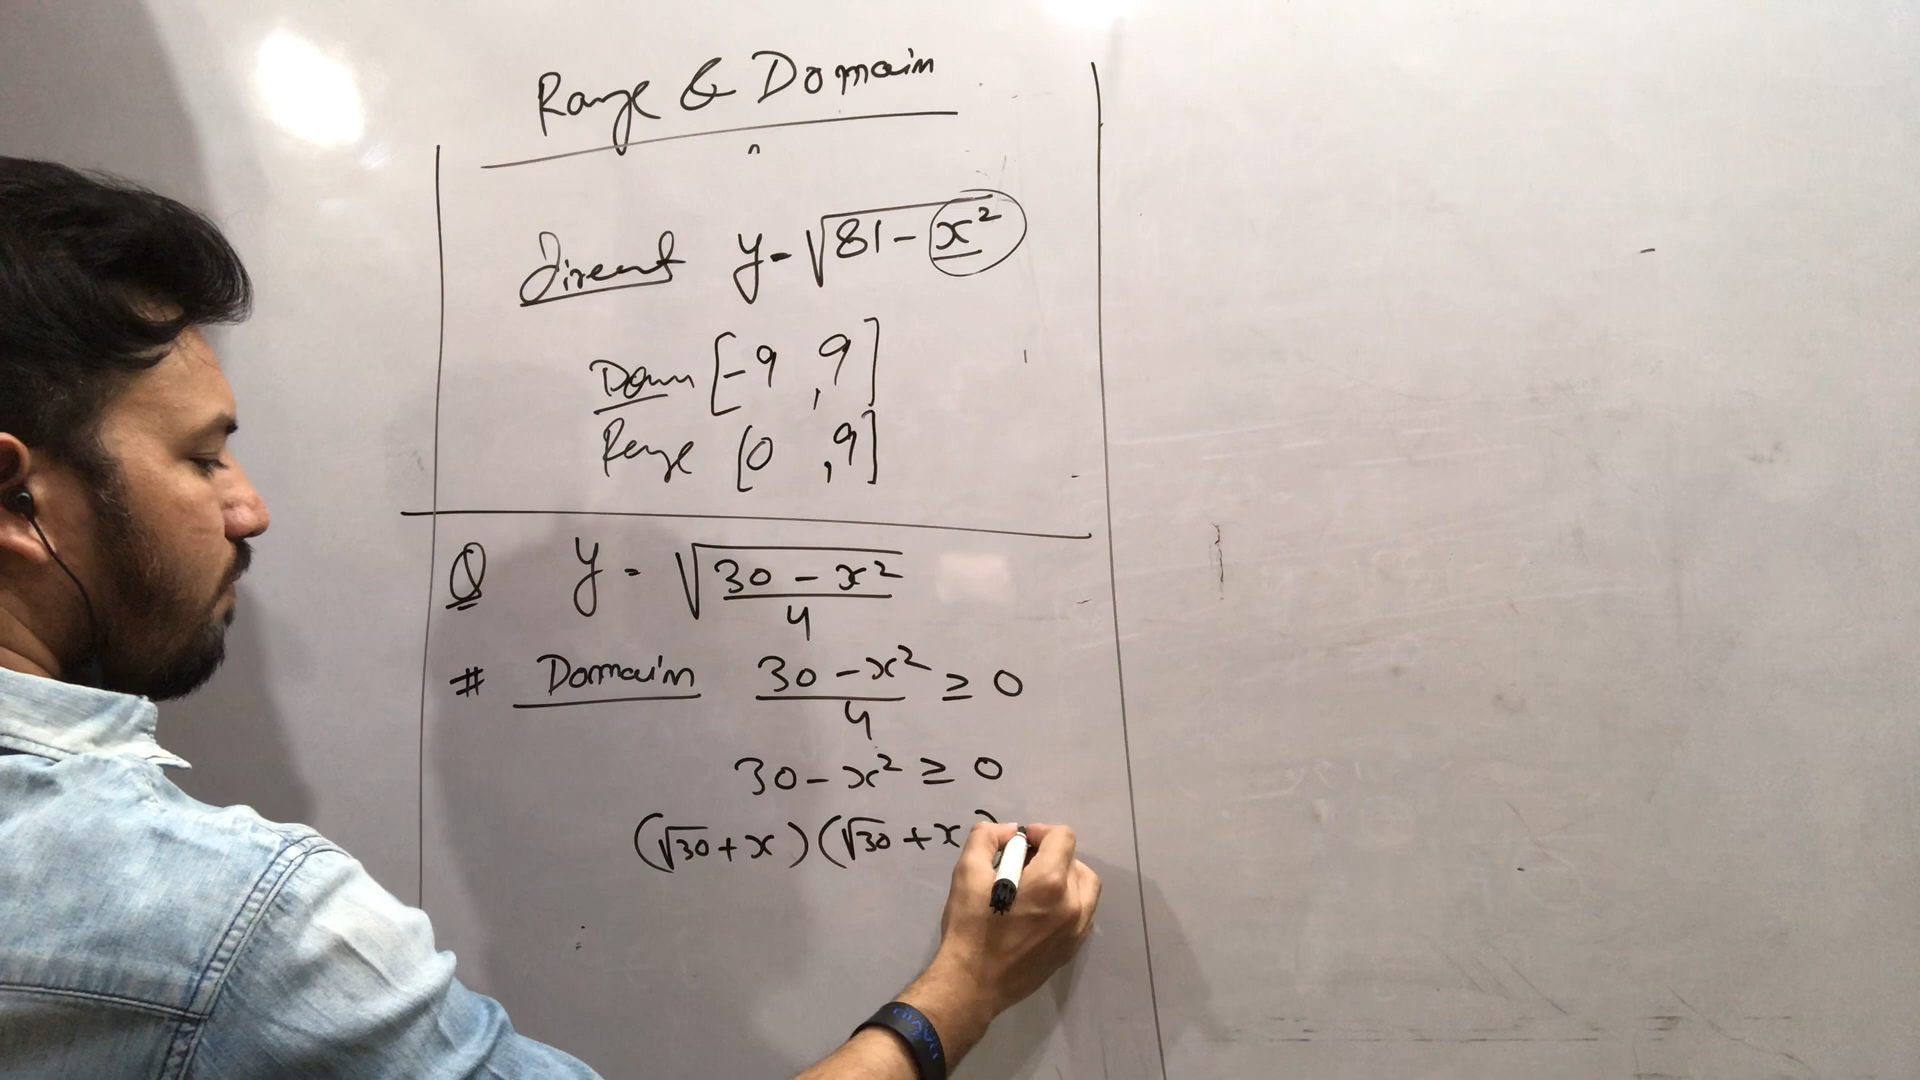 Range & Domain
direct y = √81 - x²
Dom [-9 , 9]
Range [0 , 9]
Q y = √30 - x² / 4
# Domain 30 - x² / 4 ≥ 0
30 - x² ≥ 0
(√30 + x) (√30 + x)